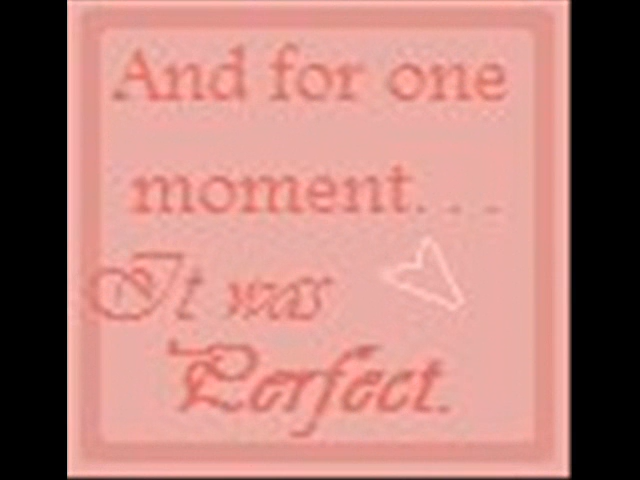 And for one
moment. . .
It was
Perfect.